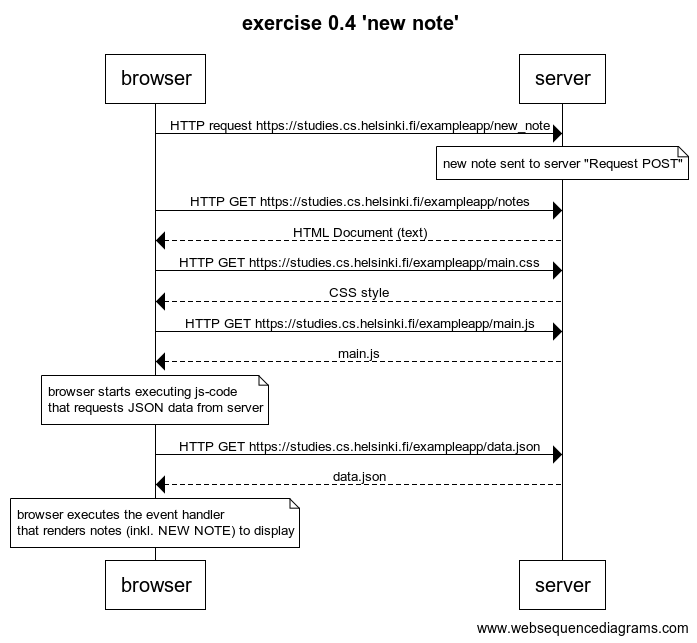 exercise 0.4 'new note'
browser
server
HTTP request https://studies.cs.helsinki.fi/exampleapp/new_note
new note sent to server "Request POST"
HTTP GET https://studies.cs.helsinki.fi/exampleapp/notes
HTML Document (text)
HTTP GET https://studies.cs.helsinki.fi/exampleapp/main.css
CSS style
HTTP GET https://studies.cs.helsinki.fi/exampleapp/main.js
main.js
browser starts executing js-code
that requests JSON data from server
HTTP GET https://studies.cs.helsinki.fi/exampleapp/data.json
data.json
browser executes the event handler
that renders notes (inkl. NEW NOTE) to display
browser
server
www.websequencediagrams.com